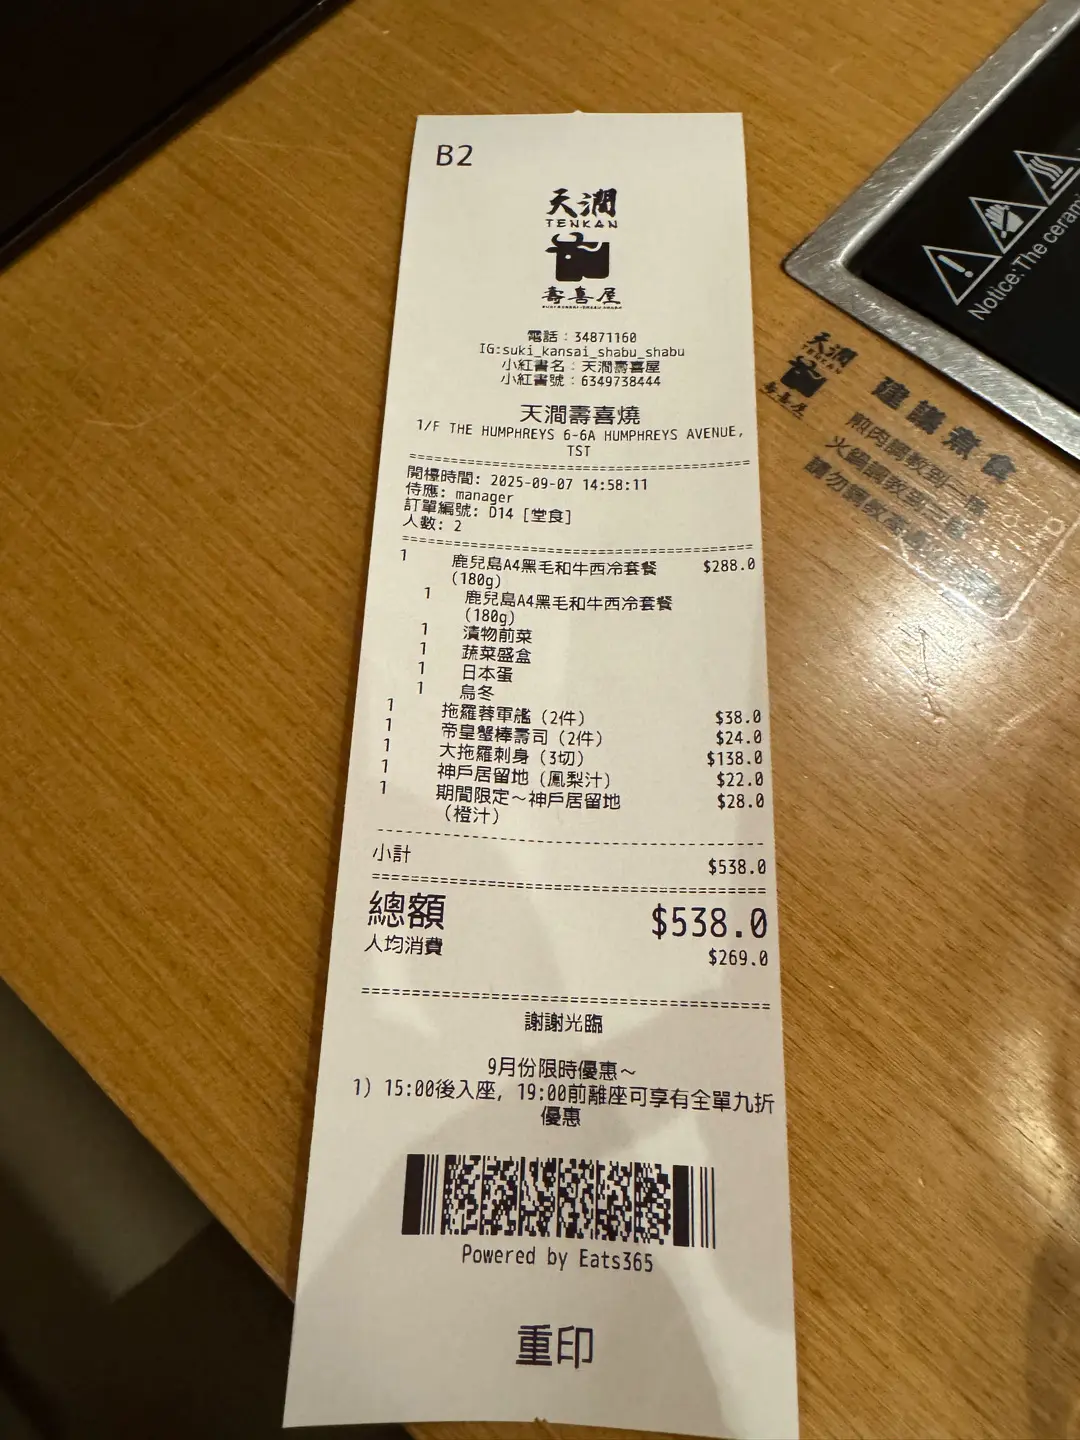 B2
天澗
TENKAN
壽喜屋
電話：34871160
IG:suki_kansai_shabu_shabu
小紅書名：天澗壽喜屋
小紅書號：6349738444
天澗壽喜燒
1/F THE HUMPHREYS 6-6A HUMPHREYS AVENUE,
TST
開檯時間: 2025-09-07 14:58:11
侍應: manager
訂單編號: D14 [堂食]
人數: 2
1 鹿兒島A4黑毛和牛西冷套餐 $288.0
(180g)
1 鹿兒島A4黑毛和牛西冷套餐
(180g)
1 漬物前菜
1 蔬菜盛盒
1 日本蛋
1 烏冬
1 拖羅蓉軍艦（2件） $38.0
1 帝皇蟹棒壽司（2件） $24.0
1 大拖羅刺身（3切） $138.0
1 神戶居留地（鳳梨汁） $22.0
1 期間限定～神戶居留地 $28.0
（橙汁）
小計 $538.0
總額 $538.0
人均消費 $269.0
謝謝光臨
9月份限時優惠～
1) 15:00後入座, 19:00前離座可享有全單九折
優惠
Powered by Eats365
重印
Notice:The
天澗
TENKAN
壽喜屋
建議煮食